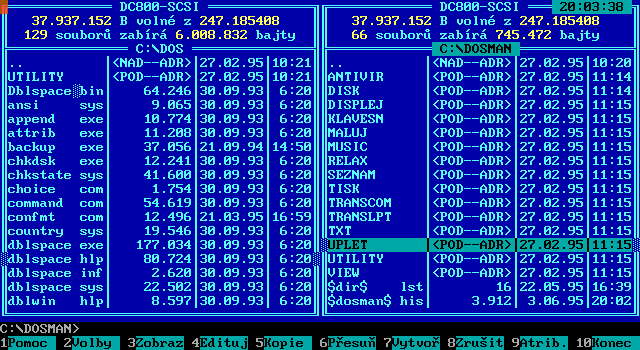 DC800-SCSI
37.937.152 B volné z 247.185408
129 souborů zabírá 6.008.832 bajty
C:\DOS
.. <NAD--ADR> 27.02.95 10:21
UTILITY <POD--ADR> 27.02.95 10:21
Dblspace bin 64.246 30.09.93 6:20
ansi sys 9.065 30.09.93 6:20
append exe 10.774 30.09.93 6:20
attrib exe 11.208 30.09.93 6:20
backup exe 37.056 21.09.94 14:50
chkdsk exe 12.241 30.09.93 6:20
chkstate sys 41.600 30.09.93 6:20
choice com 1.754 30.09.93 6:20
command com 54.619 30.09.93 6:20
confmt com 12.496 21.03.95 16:59
country sys 19.546 30.09.93 6:20
dblspace exe 177.034 30.09.93 6:20
dblspace hlp 80.724 30.09.93 6:20
dblspace inf 2.620 30.09.93 6:20
dblspace sys 22.502 30.09.93 6:20
dblwin hlp 8.597 30.09.93 6:20
DC800-SCSI 20:03:38
37.937.152 B volné z 247.185408
66 souborů zabírá 745.472 bajty
C:\DOSMAN
.. <NAD--ADR> 27.02.95 10:20
ANTIVIR <POD--ADR> 27.02.95 11:14
DISK <POD--ADR> 27.02.95 11:14
DISPLEJ <POD--ADR> 27.02.95 11:14
KLAVESN <POD--ADR> 27.02.95 11:15
MALUJ <POD--ADR> 27.02.95 11:15
MUSIC <POD--ADR> 27.02.95 11:15
RELAX <POD--ADR> 27.02.95 11:15
SEZNAM <POD--ADR> 27.02.95 11:15
TISK <POD--ADR> 27.02.95 11:15
TRANSCOM <POD--ADR> 27.02.95 11:15
TRANSLPT <POD--ADR> 27.02.95 11:15
TXT <POD--ADR> 27.02.95 11:15
UPLET <POD--ADR> 27.02.95 11:15
UTILITY <POD--ADR> 27.02.95 11:15
VIEW <POD--ADR> 27.02.95 11:15
$dir$ lst 16 22.05.95 16:39
$dosman$ his 3.912 3.06.95 20:02
C:\DOSMAN>
1Pomoc 2Volby 3Zobraz 4Edituj 5Kopie 6Přesuň 7Vytvoř 8Zrušit 9Atrib. 10Konec